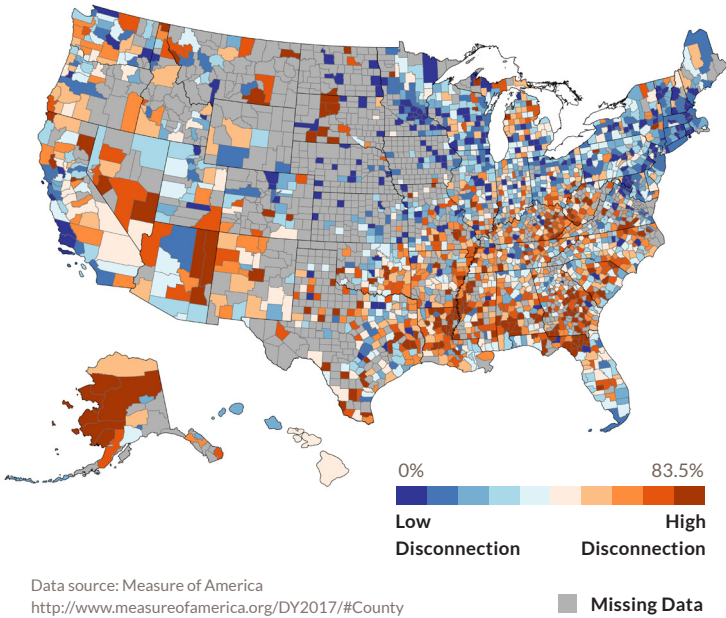 0% 83.5%
Low High
Disconnection Disconnection
Data source: Measure of America
http://www.measureofamerica.org/DY2017/#County
Missing Data